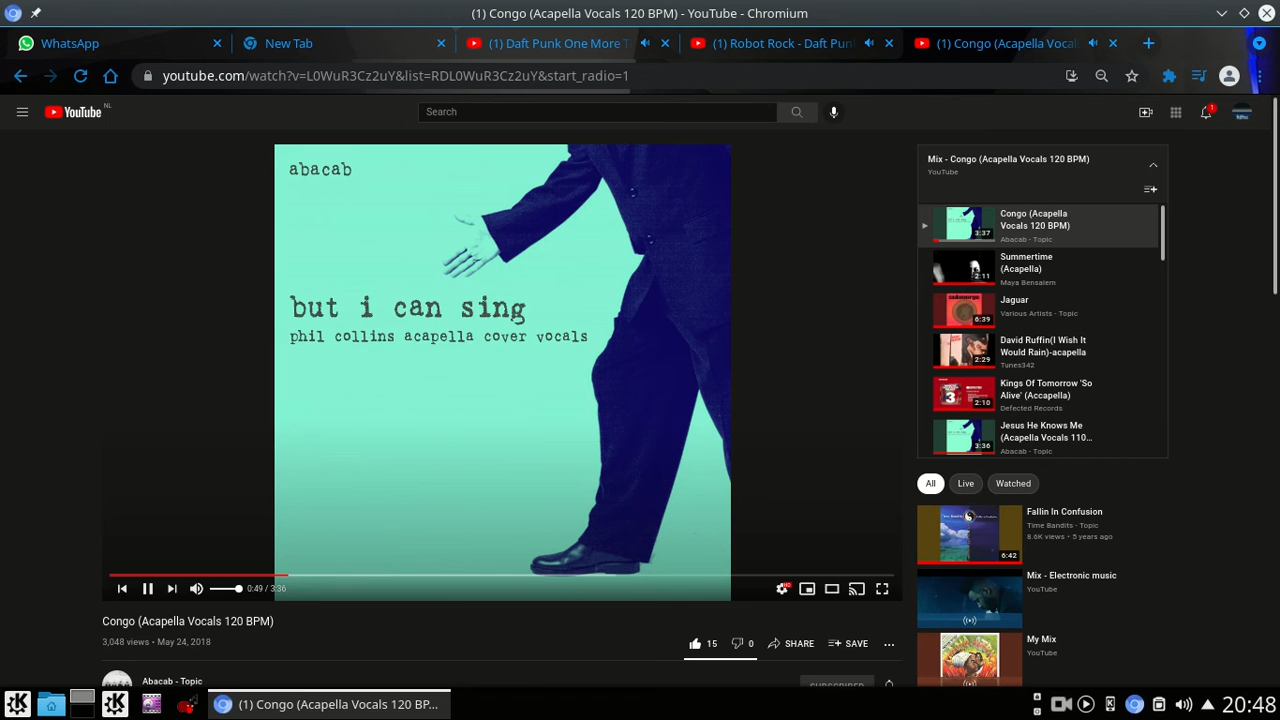 (1) Congo (Acapella Vocals 120 BPM) - YouTube - Chromium
WhatsApp
New Tab
(1) Daft Punk One More T
(1) Robot Rock - Daft Pun
(1) Congo (Acapella Vocal
youtube.com/watch?v=L0WuR3Cz2uY&list=RDL0WuR3Cz2uY&start_radio=1
YouTube NL
Search
1
abacab
but i can sing
phil collins acapella cover vocals
0:49 / 3:36
HD
Mix - Congo (Acapella Vocals 120 BPM)
YouTube
3:37
Congo (Acapella
Vocals 120 BPM)
Abacab - Topic
2:11
Summertime
(Acapella)
Maya Bensalem
6:39
Jaguar
Various Artists - Topic
2:29
David Ruffin(I Wish It
Would Rain)-acapella
Tunes342
2:10
Kings Of Tomorrow 'So
Alive' (Accapella)
Defected Records
3:36
Jesus He Knows Me
(Acapella Vocals 110...
Abacab - Topic
All
Live
Watched
6:42
Fallin In Confusion
Time Bandits - Topic
8.6K views • 5 years ago
Mix - Electronic music
YouTube
My Mix
YouTube
Congo (Acapella Vocals 120 BPM)
3,048 views • May 24, 2018
15
0
SHARE
SAVE
Abacab - Topic
SUBSCRIBED
(1) Congo (Acapella Vocals 120 BP...
20:48